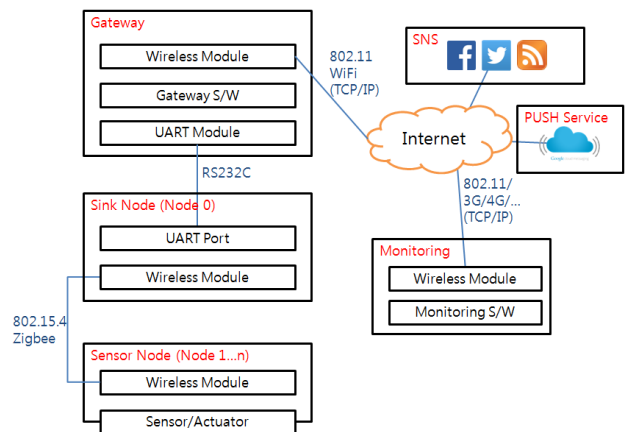 Gateway
Wireless Module
Gateway S/W
UART Module
802.11
WiFi
(TCP/IP)
SNS
Internet
PUSH Service
RS232C
802.11/
3G/4G/...
(TCP/IP)
Sink Node (Node 0)
UART Port
Wireless Module
Monitoring
Wireless Module
Monitoring S/W
802.15.4
Zigbee
Sensor Node (Node 1...n)
Wireless Module
Sensor/Actuator